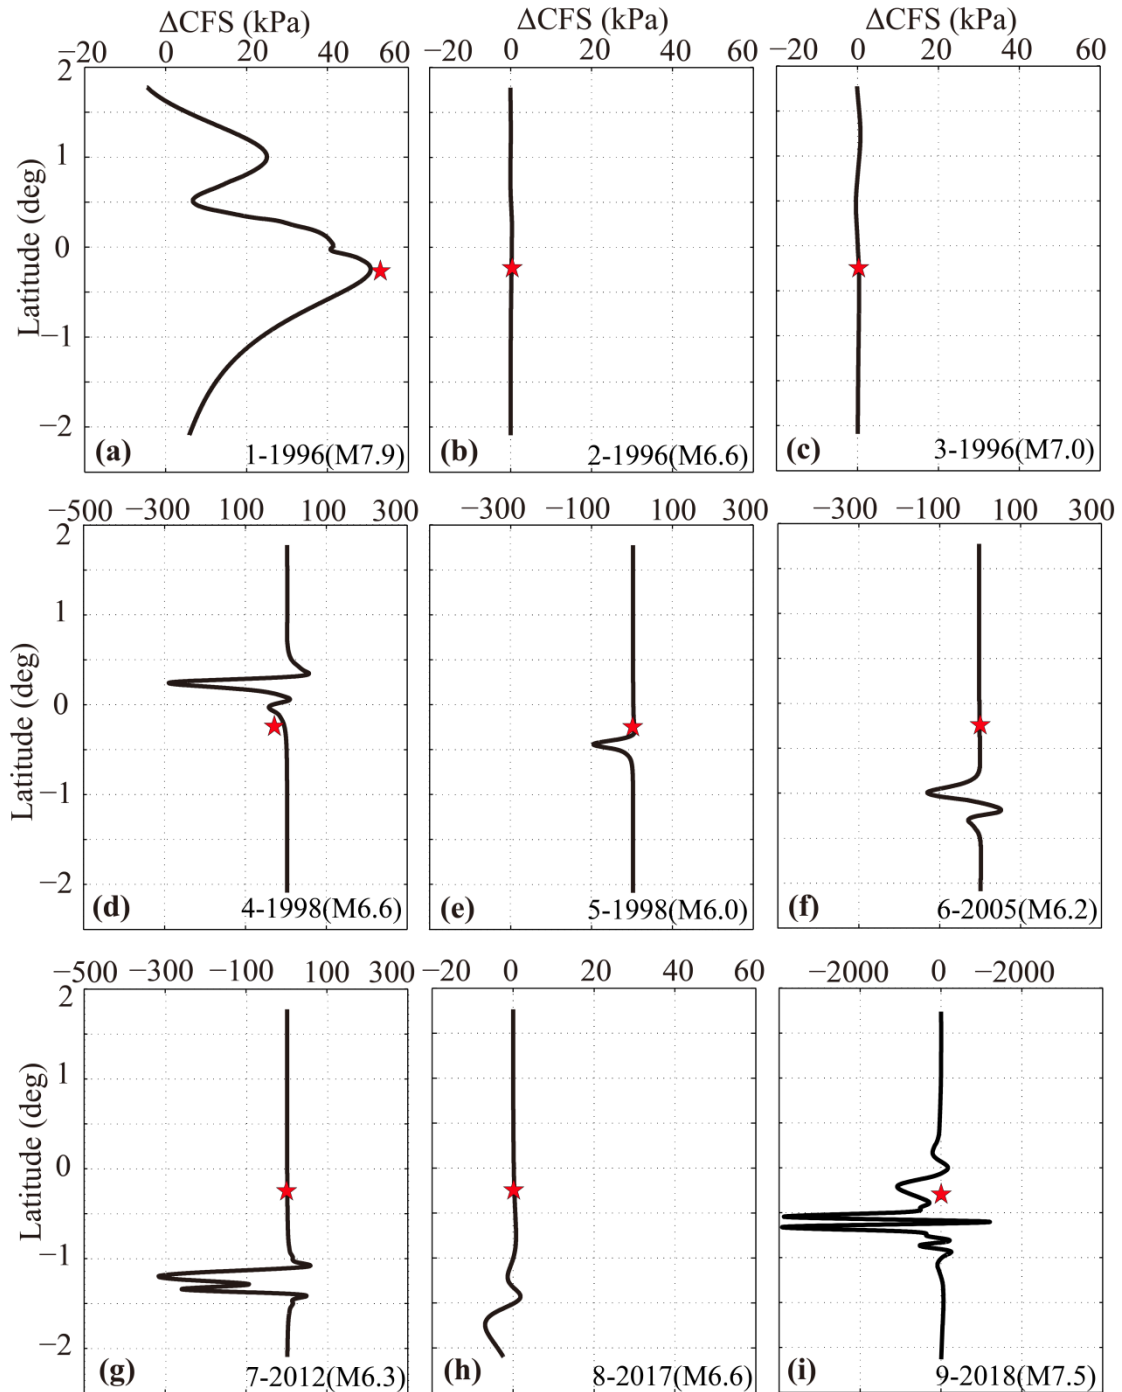 ΔCFS (kPa) ΔCFS (kPa) ΔCFS (kPa)
−20 0 20 40 60 −20 0 20 40 60 −20 0 20 40 60
2
1
0
−1
−2
Latitude (deg)
(a) 1-1996(M7.9) (b) 2-1996(M6.6) (c) 3-1996(M7.0)
−500 −300 −100 100 300 −300 −100 100 300 −300 −100 100 300
2
1
0
−1
−2
Latitude (deg)
(d) 4-1998(M6.6) (e) 5-1998(M6.0) (f) 6-2005(M6.2)
−500 −300 −100 100 300 −20 0 20 40 60 −2000 0 −2000
2
1
0
−1
−2
Latitude (deg)
(g) 7-2012(M6.3) (h) 8-2017(M6.6) (i) 9-2018(M7.5)